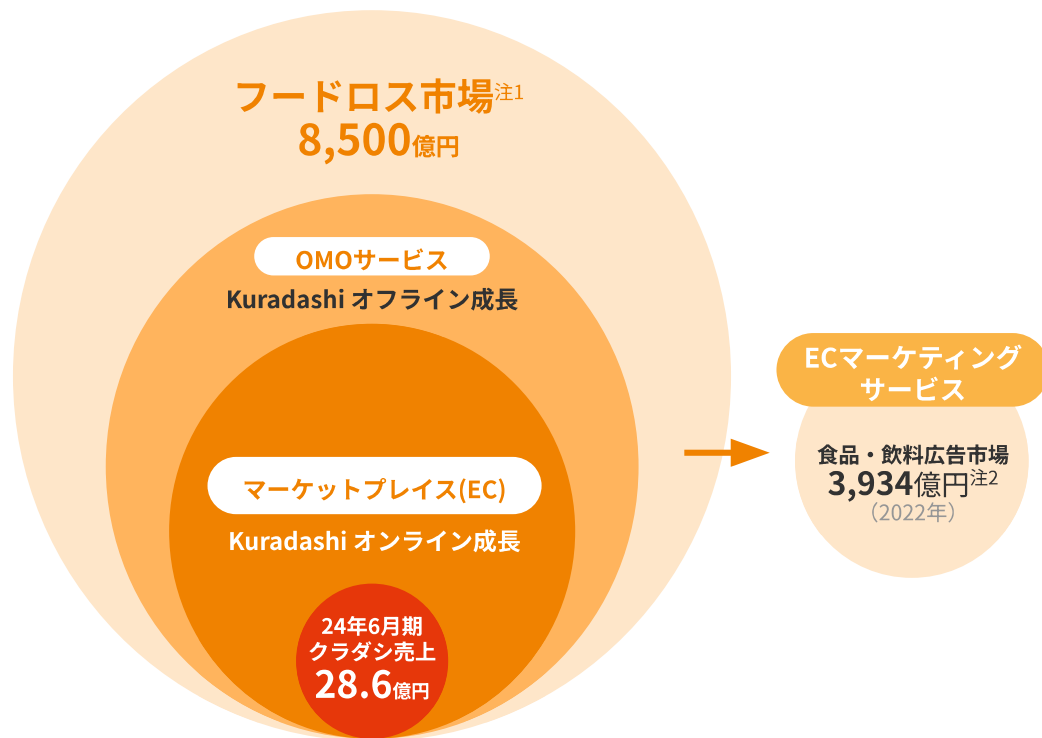 フードロス市場注1
8,500億円
OMOサービス
Kuradashi オフライン成長
マーケットプレイス(EC)
Kuradashi オンライン成長
24年6月期
クラダシ売上
28.6億円
ECマーケティング
サービス
食品・飲料広告市場
3,934億円注2
（2022年）